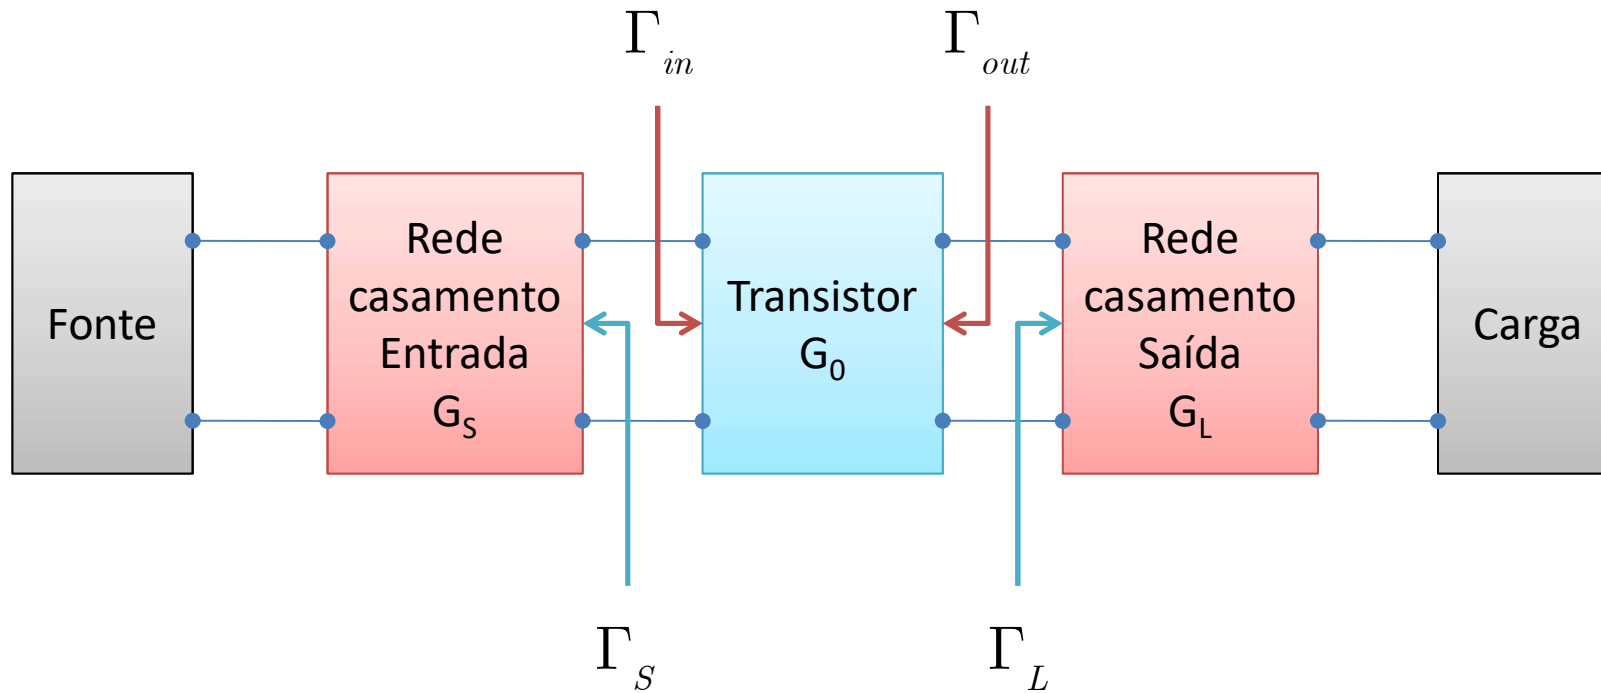 Γin
Γout
Fonte
Rede
casamento
Entrada
GS
Transistor
G0
Rede
casamento
Saída
GL
Carga
ΓS
ΓL